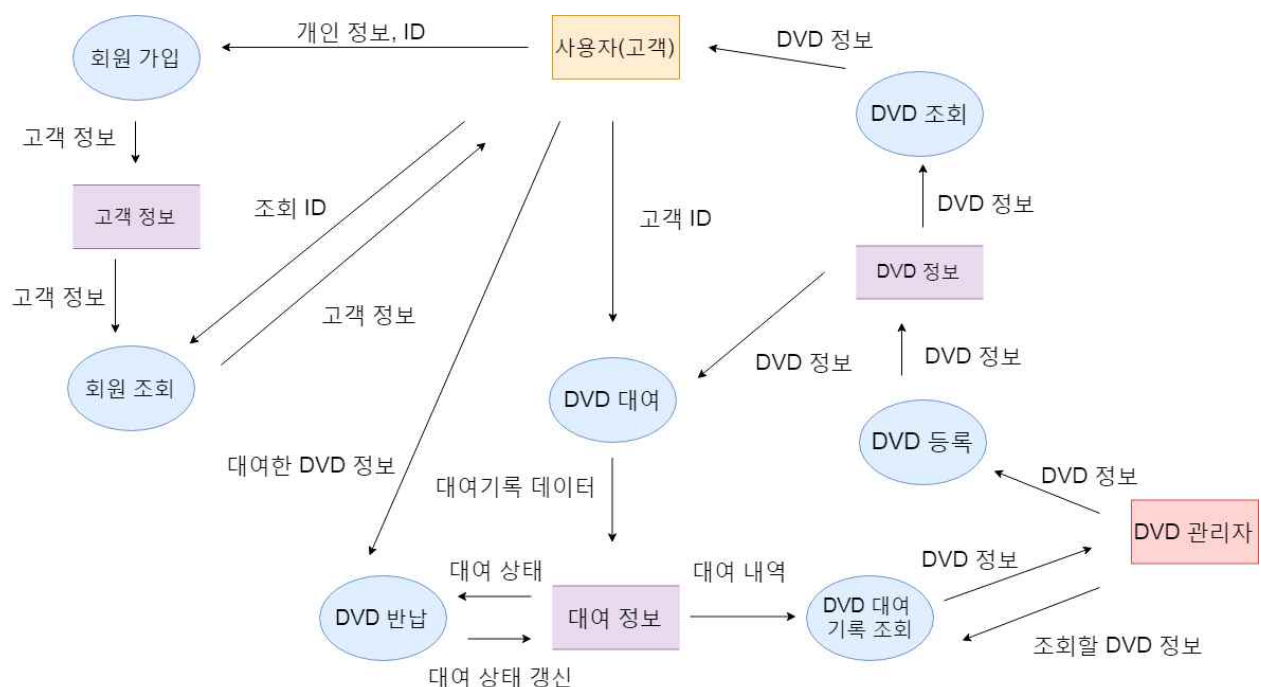 회원 가입
개인 정보, ID
사용자(고객)
DVD 정보
DVD 조회
고객 정보
고객 정보
조회 ID
고객 ID
DVD 정보
DVD 정보
고객 정보
고객 정보
DVD 정보
DVD 정보
회원 조회
DVD 대여
DVD 등록
대여한 DVD 정보
대여기록 데이터
DVD 정보
DVD 관리자
대여 상태
대여 내역
DVD 정보
DVD 반납
대여 정보
DVD 대여
기록 조회
조회할 DVD 정보
대여 상태 갱신